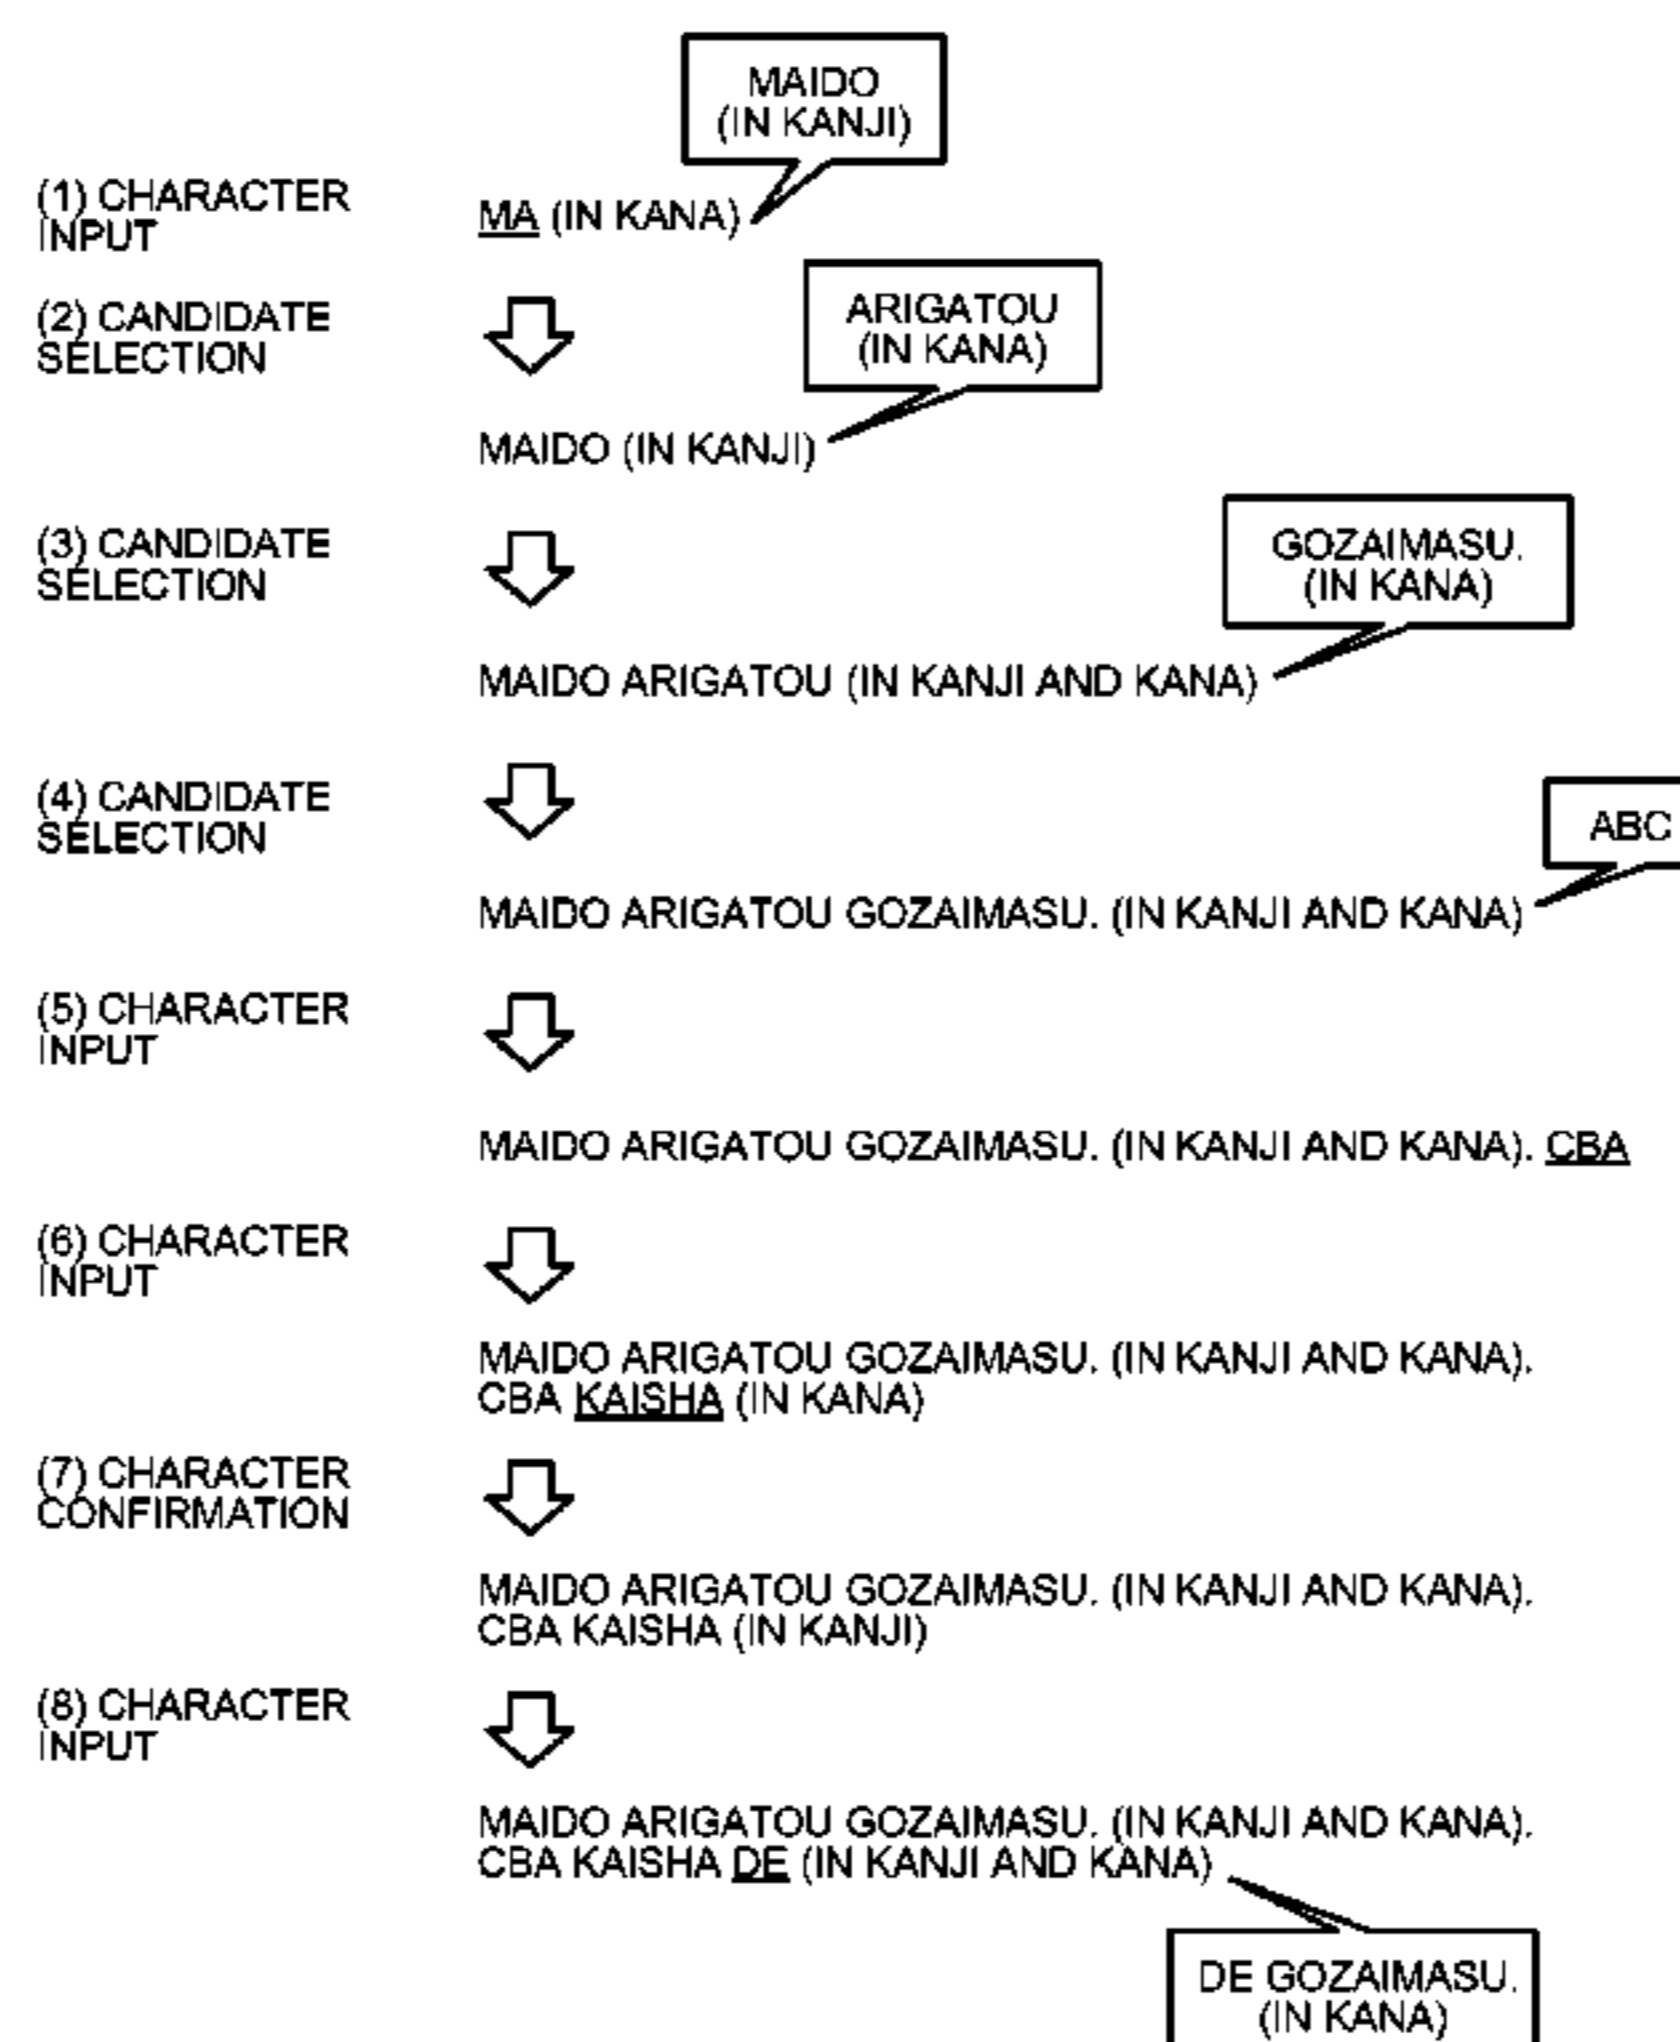 MAIDO
(IN KANJI)
(1) CHARACTER
INPUT
MA (IN KANA)
ARIGATOU
(IN KANA)
(2) CANDIDATE
SELECTION
MAIDO (IN KANJI)
GOZAIMASU.
(IN KANA)
(3) CANDIDATE
SELECTION
MAIDO ARIGATOU (IN KANJI AND KANA)
ABC
(4) CANDIDATE
SELECTION
MAIDO ARIGATOU GOZAIMASU. (IN KANJI AND KANA)
(5) CHARACTER
INPUT
MAIDO ARIGATOU GOZAIMASU. (IN KANJI AND KANA). CBA
(6) CHARACTER
INPUT
MAIDO ARIGATOU GOZAIMASU. (IN KANJI AND KANA).
CBA KAISHA (IN KANA)
(7) CHARACTER
CONFIRMATION
MAIDO ARIGATOU GOZAIMASU. (IN KANJI AND KANA).
CBA KAISHA (IN KANJI)
(8) CHARACTER
INPUT
MAIDO ARIGATOU GOZAIMASU. (IN KANJI AND KANA).
CBA KAISHA DE (IN KANJI AND KANA)
DE GOZAIMASU.
(IN KANA)